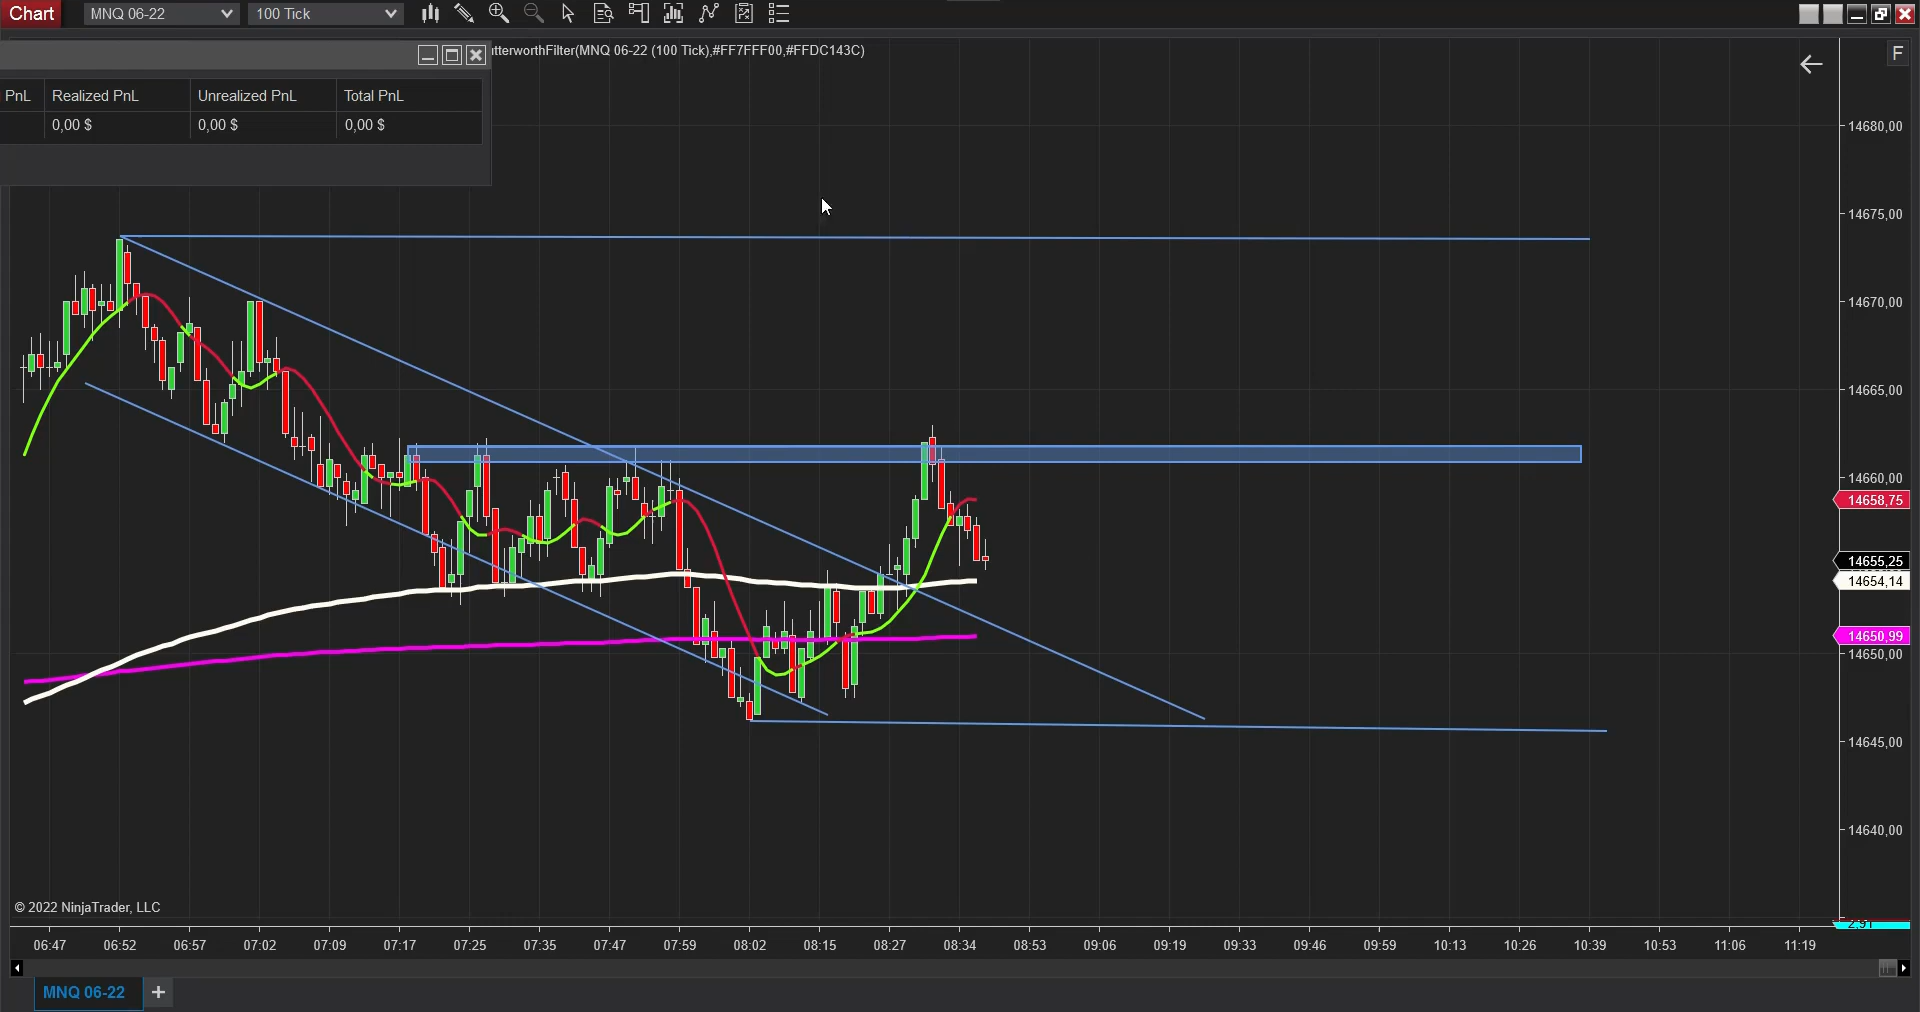 Chart
MNQ 06-22
100 Tick
utterworthFilter(MNQ 06-22 (100 Tick),#FF7FFF00,#FFDC143C)
F
PnL Realized PnL Unrealized PnL Total PnL
0,00 $ 0,00 $ 0,00 $
14680,00
14675,00
14670,00
14665,00
14660,00
14658,75
14655,25
14654,14
14650,99
14650,00
14645,00
14640,00
© 2022 NinjaTrader, LLC
06:47 06:52 06:57 07:02 07:09 07:17 07:25 07:35 07:47 07:59 08:02 08:15 08:27 08:34 08:53 09:06 09:19 09:33 09:46 09:59 10:13 10:26 10:39 10:53 11:06 11:19
MNQ 06-22 +